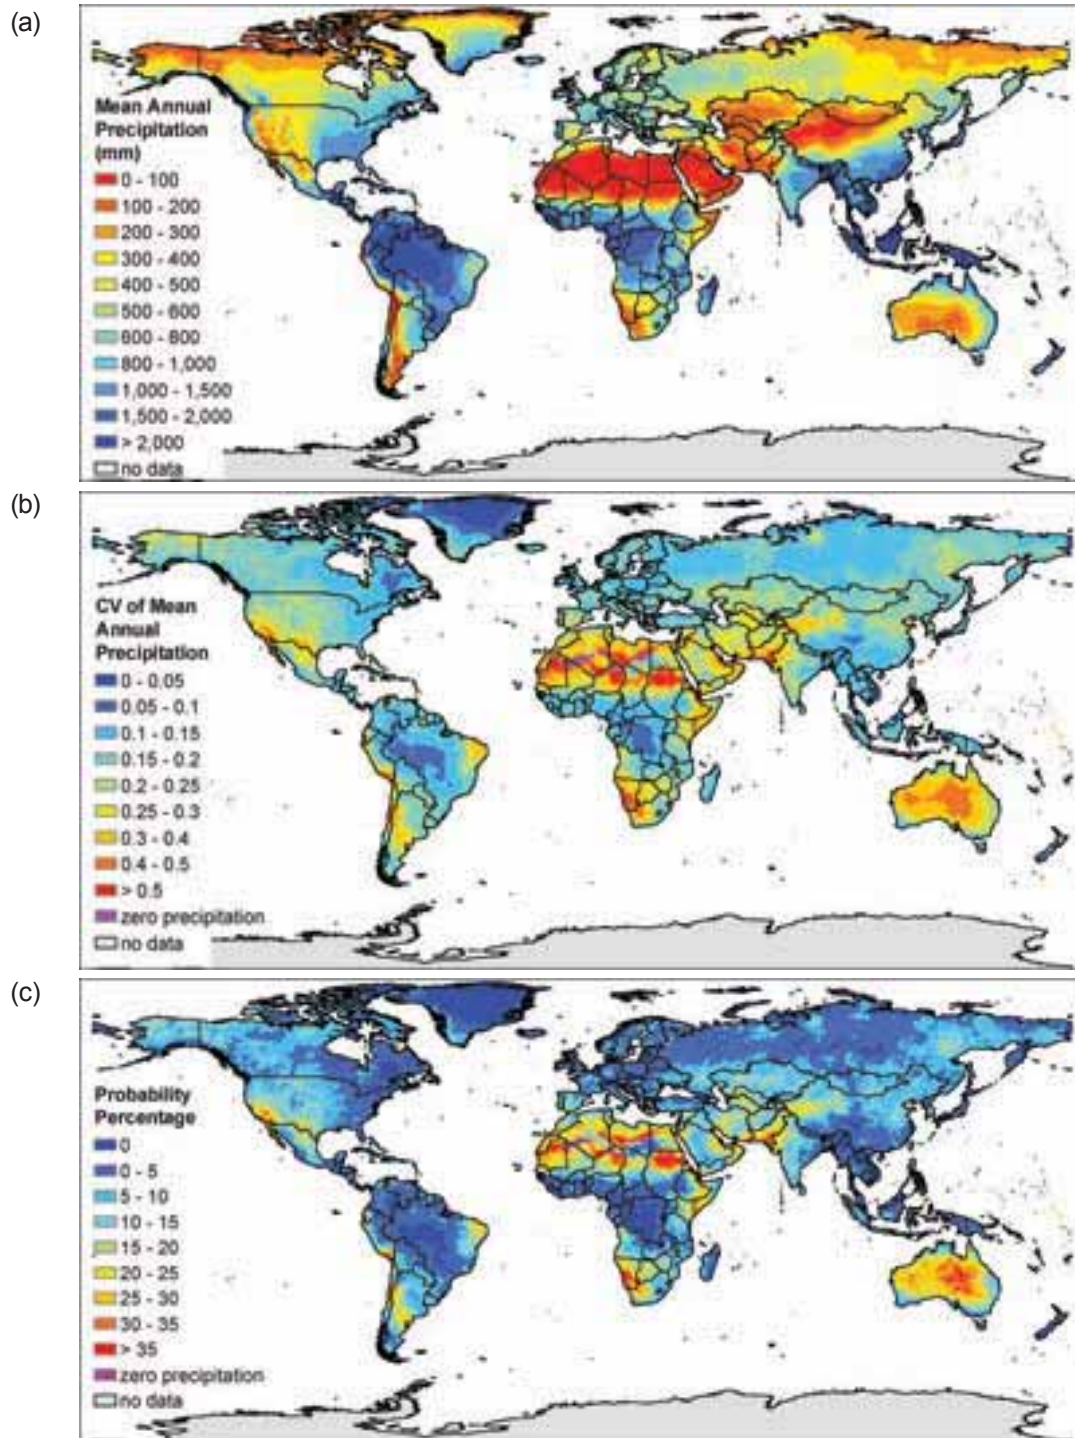 (a)
Mean Annual
Precipitation
(mm)
0 - 100
100 - 200
200 - 300
300 - 400
400 - 500
500 - 600
600 - 800
800 - 1,000
1,000 - 1,500
1,500 - 2,000
> 2,000
no data
(b)
CV of Mean
Annual
Precipitation
0 - 0.05
0.05 - 0.1
0.1 - 0.15
0.15 - 0.2
0.2 - 0.25
0.25 - 0.3
0.3 - 0.4
0.4 - 0.5
> 0.5
zero precipitation
no data
(c)
Probability
Percentage
0
0 - 5
5 - 10
10 - 15
15 - 20
20 - 25
25 - 30
30 - 35
> 35
zero precipitation
no data